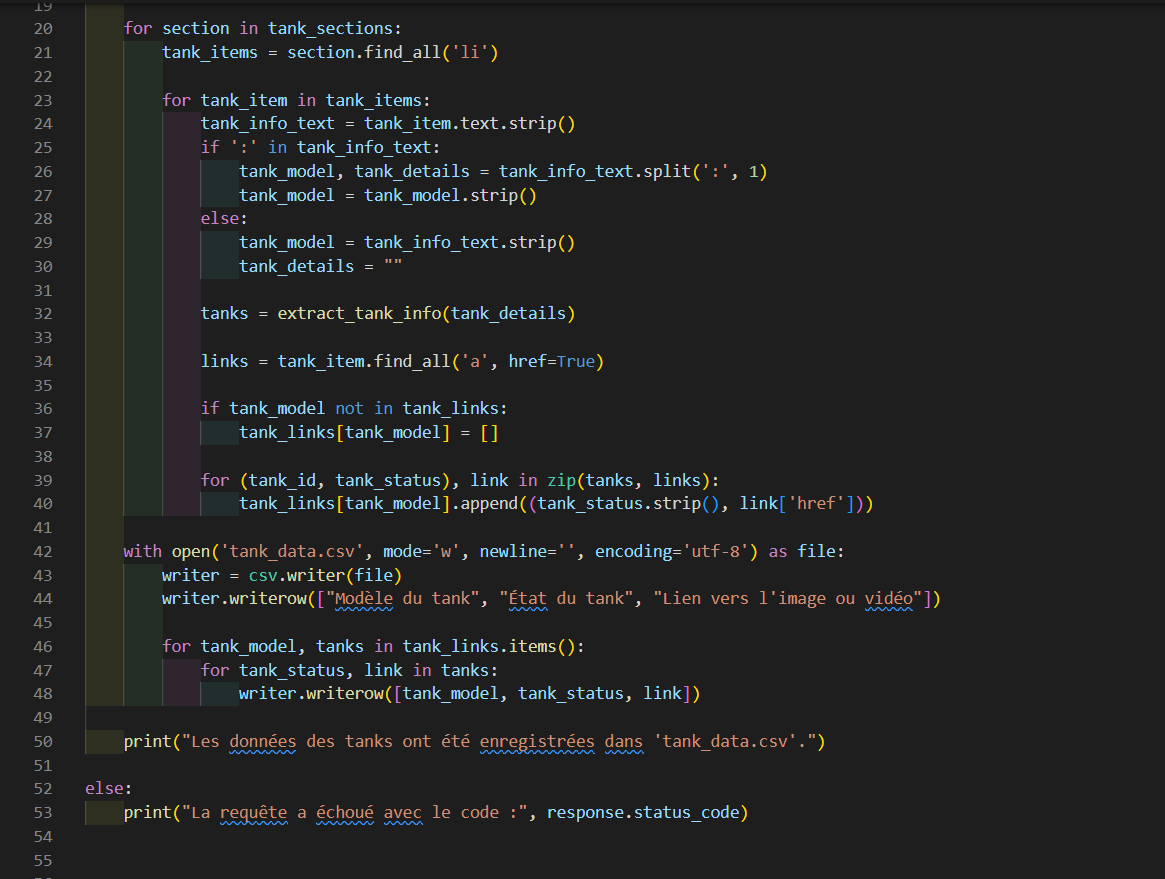 19
20 for section in tank_sections:
21 tank_items = section.find_all('li')
22
23 for tank_item in tank_items:
24 tank_info_text = tank_item.text.strip()
25 if ':' in tank_info_text:
26 tank_model, tank_details = tank_info_text.split(':', 1)
27 tank_model = tank_model.strip()
28 else:
29 tank_model = tank_info_text.strip()
30 tank_details = ""
31
32 tanks = extract_tank_info(tank_details)
33
34 links = tank_item.find_all('a', href=True)
35
36 if tank_model not in tank_links:
37 tank_links[tank_model] = []
38
39 for (tank_id, tank_status), link in zip(tanks, links):
40 tank_links[tank_model].append((tank_status.strip(), link['href']))
41
42 with open('tank_data.csv', mode='w', newline='', encoding='utf-8') as file:
43 writer = csv.writer(file)
44 writer.writerow(["Modèle du tank", "État du tank", "Lien vers l'image ou vidéo"])
45
46 for tank_model, tanks in tank_links.items():
47 for tank_status, link in tanks:
48 writer.writerow([tank_model, tank_status, link])
49
50 print("Les données des tanks ont été enregistrées dans 'tank_data.csv'.")
51
52 else:
53 print("La requête a échoué avec le code :", response.status_code)
54
55